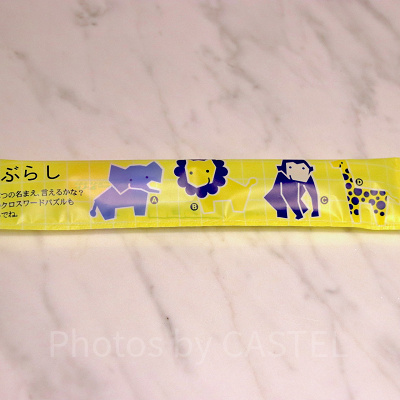 ぶらし
つの名まえ、言えるかな?
クロスワードパズルも
でね。
A
B
C
D
Photos by CASTEL